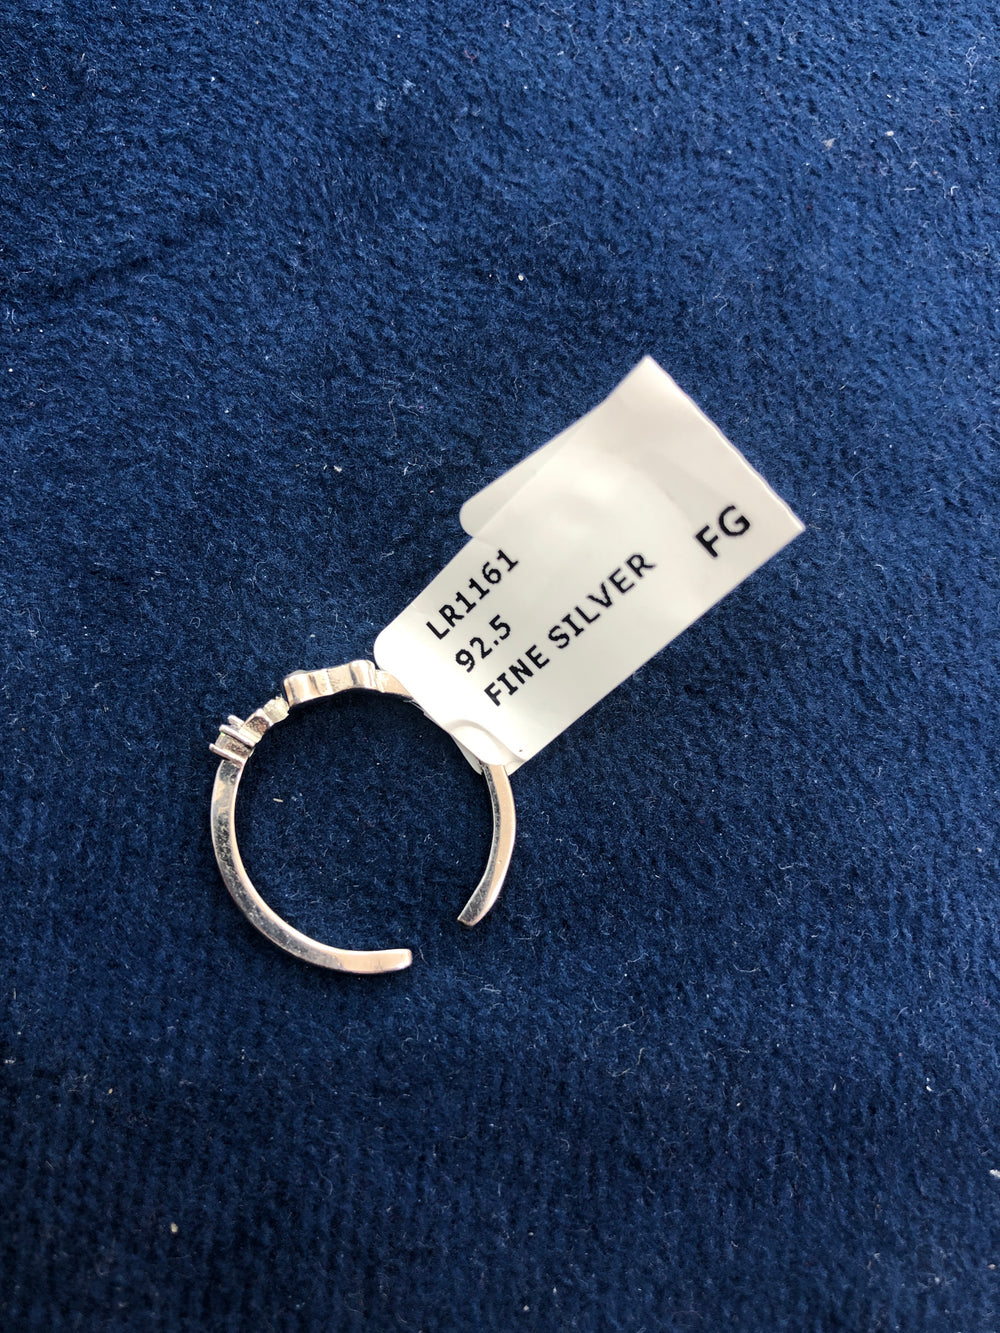 LR1161
92.5
FINE SILVER
FG